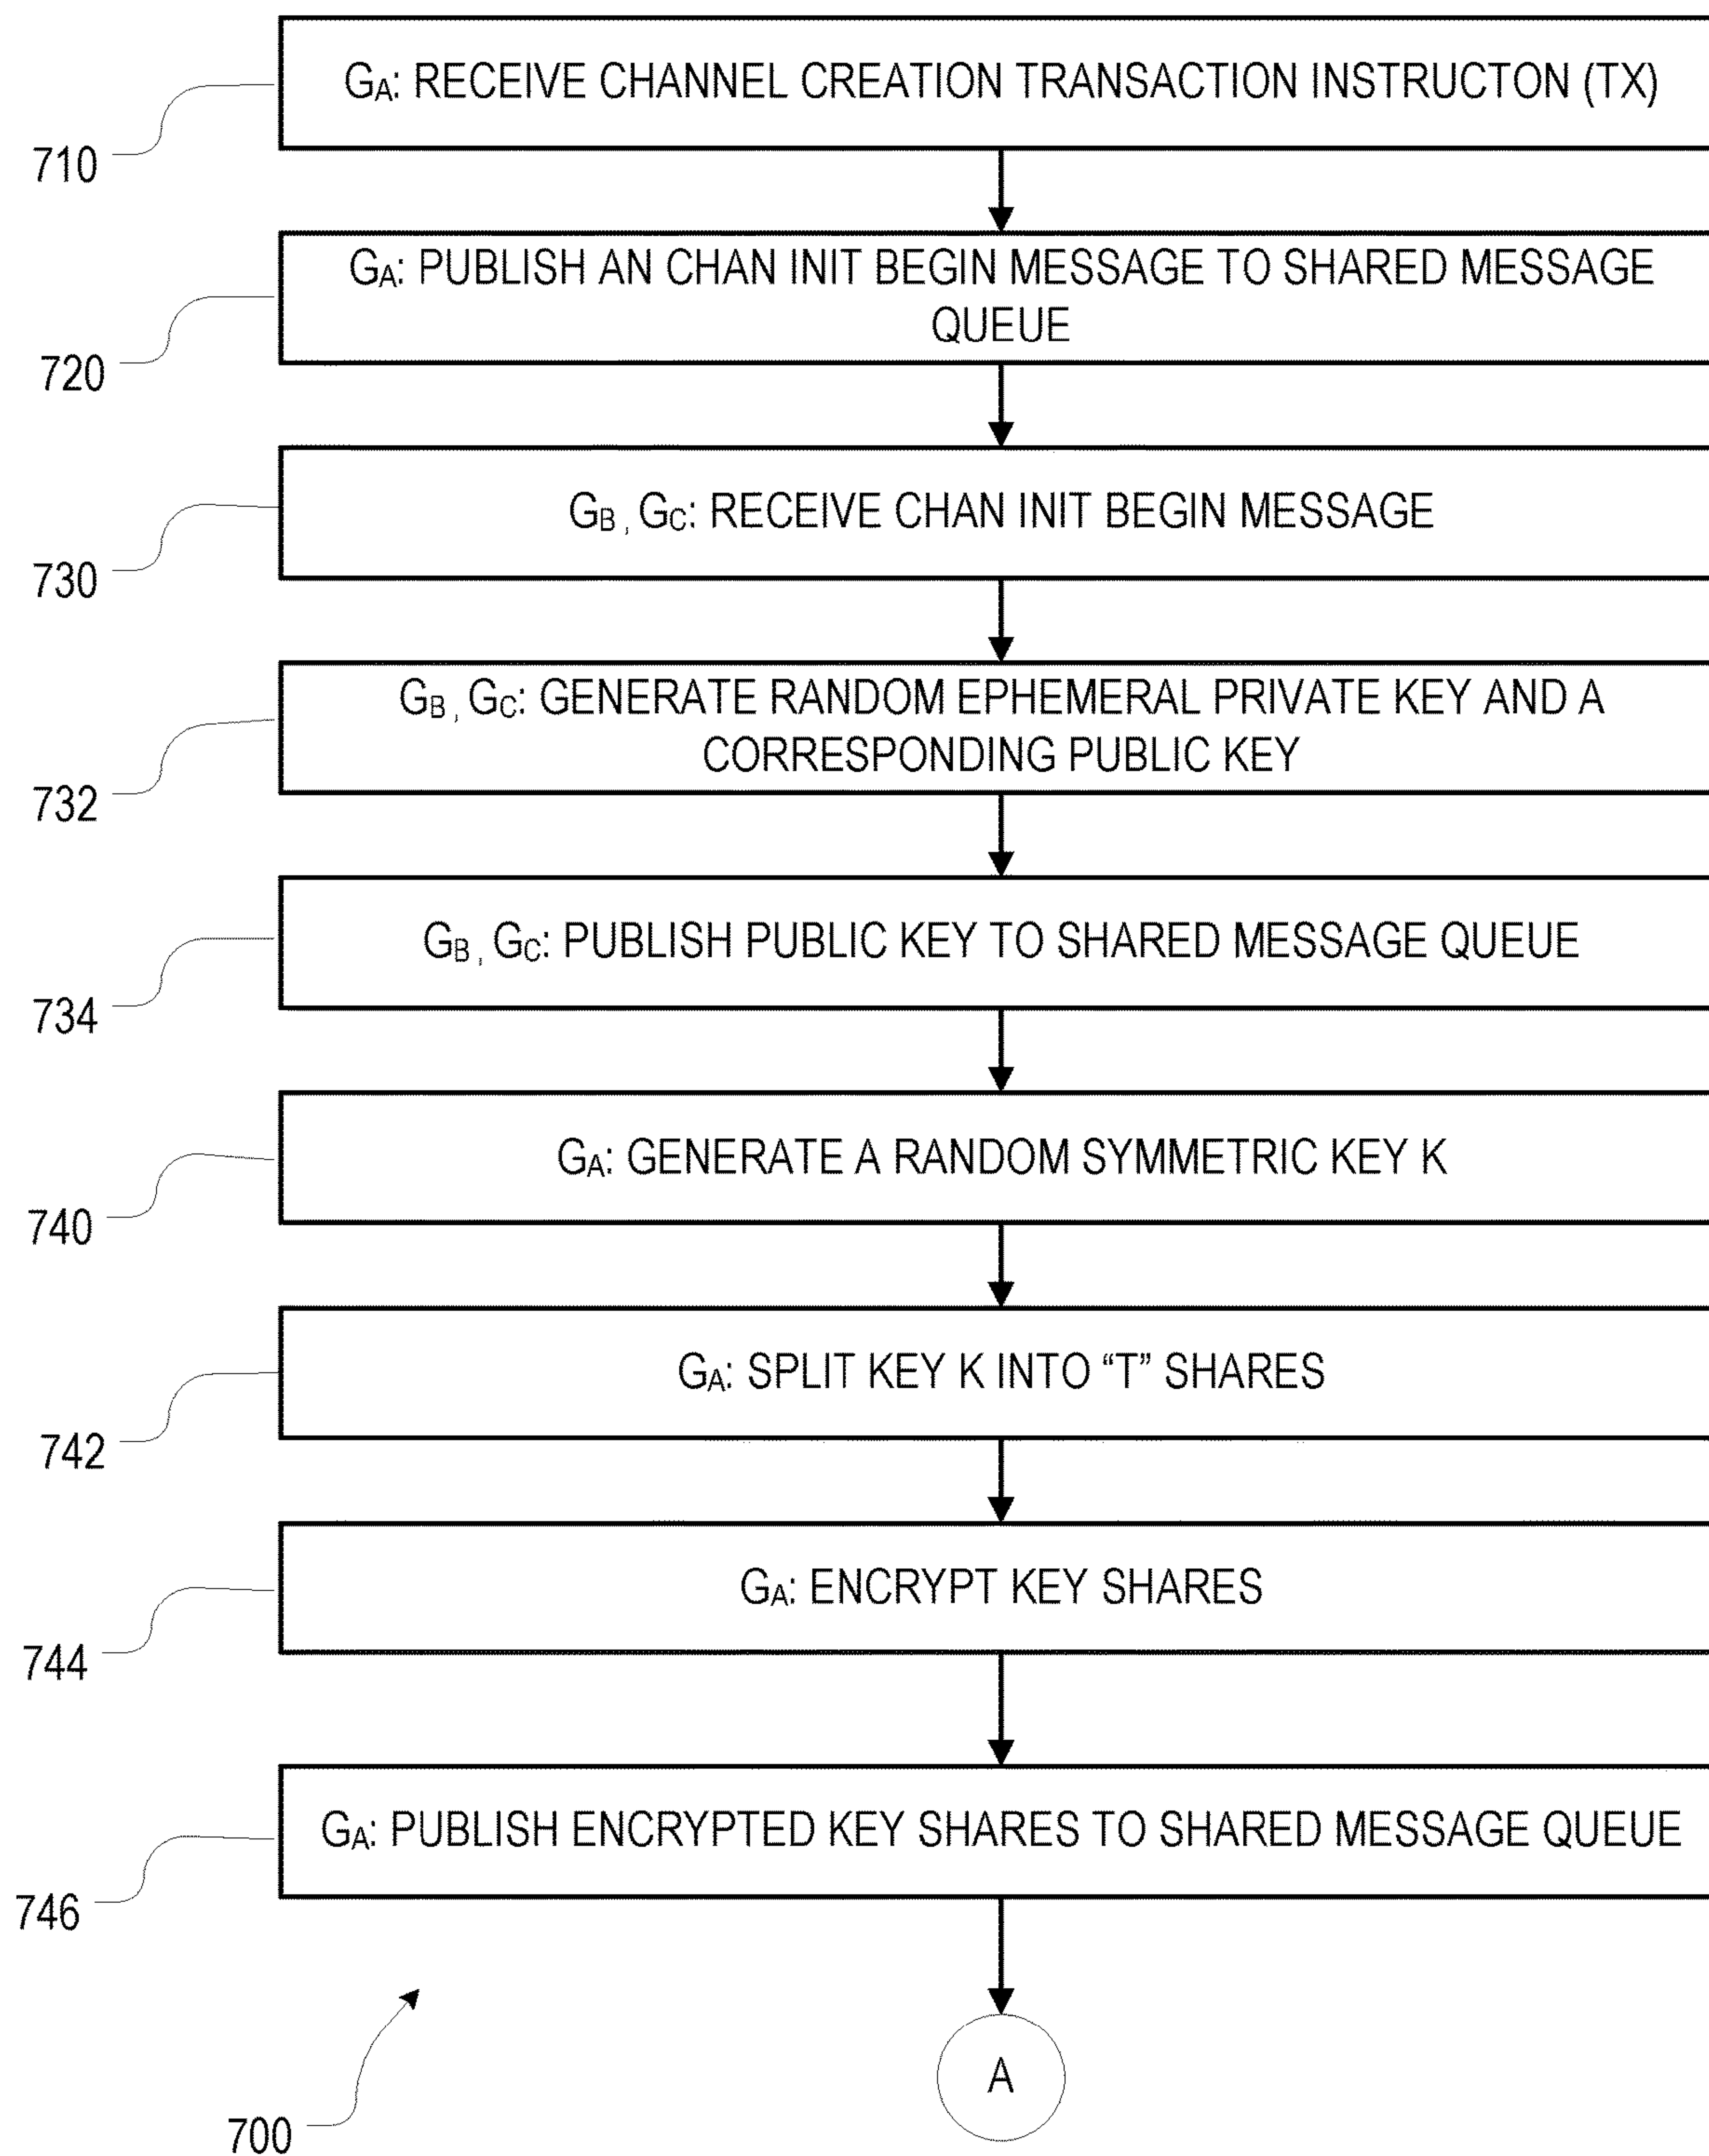 GA: RECEIVE CHANNEL CREATION TRANSACTION INSTRUCTON (TX)
710
GA: PUBLISH AN CHAN INIT BEGIN MESSAGE TO SHARED MESSAGE
QUEUE
720
GB, GC: RECEIVE CHAN INIT BEGIN MESSAGE
730
GB, GC: GENERATE RANDOM EPHEMERAL PRIVATE KEY AND A
CORRESPONDING PUBLIC KEY
732
GB, GC: PUBLISH PUBLIC KEY TO SHARED MESSAGE QUEUE
734
GA: GENERATE A RANDOM SYMMETRIC KEY K
740
GA: SPLIT KEY K INTO “T” SHARES
742
GA: ENCRYPT KEY SHARES
744
GA: PUBLISH ENCRYPTED KEY SHARES TO SHARED MESSAGE QUEUE
746
A
700